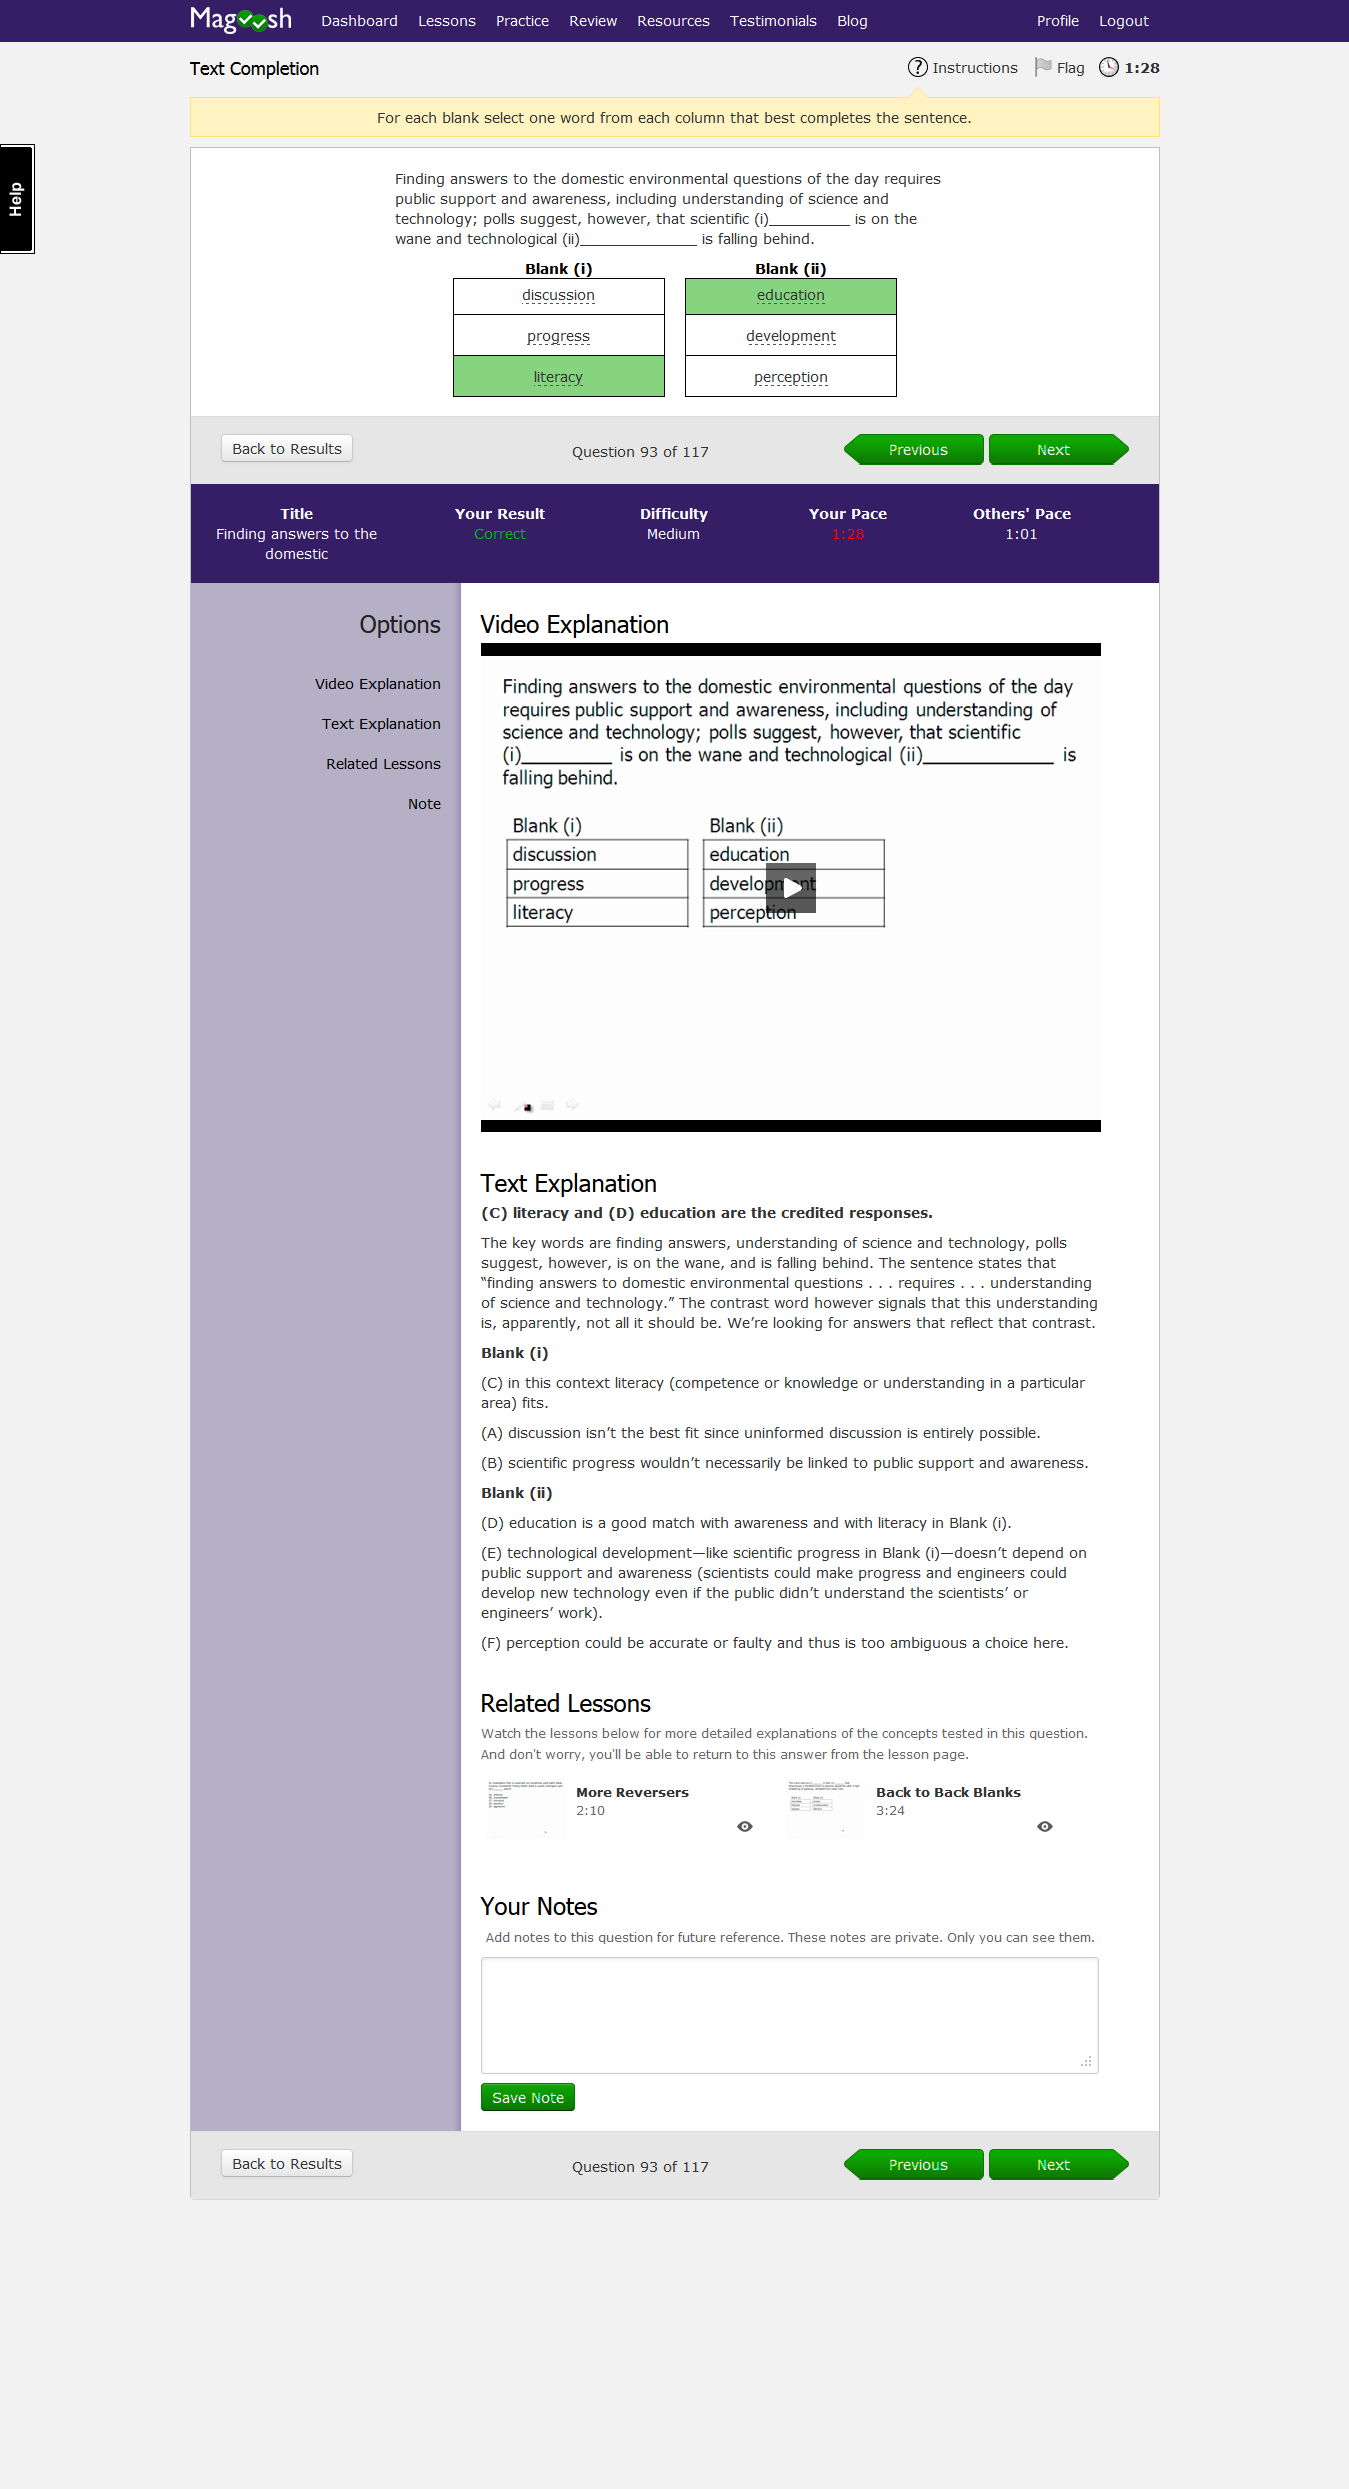 Magoosh Dashboard Lessons Practice Review Resources Testimonials Blog Profile Logout
Text Completion
Instructions Flag 1:28
For each blank select one word from each column that best completes the sentence.
Help
Finding answers to the domestic environmental questions of the day requires
public support and awareness, including understanding of science and
technology; polls suggest, however, that scientific (i)__________ is on the
wane and technological (ii)______________ is falling behind.
Blank (i) Blank (ii)
discussion education
progress development
literacy perception
Back to Results Question 93 of 117 Previous Next
Title Your Result Difficulty Your Pace Others' Pace
Finding answers to the Correct Medium 1:28 1:01
domestic
Options
Video Explanation
Text Explanation
Related Lessons
Note
Video Explanation
Finding answers to the domestic environmental questions of the day
requires public support and awareness, including understanding of
science and technology; polls suggest, however, that scientific
(i)_________ is on the wane and technological (ii)_____________ is
falling behind.
Blank (i) Blank (ii)
discussion education
progress development
literacy perception
Text Explanation
(C) literacy and (D) education are the credited responses.
The key words are finding answers, understanding of science and technology, polls
suggest, however, is on the wane, and is falling behind. The sentence states that
“finding answers to domestic environmental questions . . . requires . . . understanding
of science and technology.” The contrast word however signals that this understanding
is, apparently, not all it should be. We’re looking for answers that reflect that contrast.
Blank (i)
(C) in this context literacy (competence or knowledge or understanding in a particular
area) fits.
(A) discussion isn’t the best fit since uninformed discussion is entirely possible.
(B) scientific progress wouldn’t necessarily be linked to public support and awareness.
Blank (ii)
(D) education is a good match with awareness and with literacy in Blank (i).
(E) technological development—like scientific progress in Blank (i)—doesn’t depend on
public support and awareness (scientists could make progress and engineers could
develop new technology even if the public didn’t understand the scientists’ or
engineers’ work).
(F) perception could be accurate or faulty and thus is too ambiguous a choice here.
Related Lessons
Watch the lessons below for more detailed explanations of the concepts tested in this question.
And don't worry, you'll be able to return to this answer from the lesson page.
More Reversers
2:10
Back to Back Blanks
3:24
Your Notes
Add notes to this question for future reference. These notes are private. Only you can see them.
Save Note
Back to Results Question 93 of 117 Previous Next